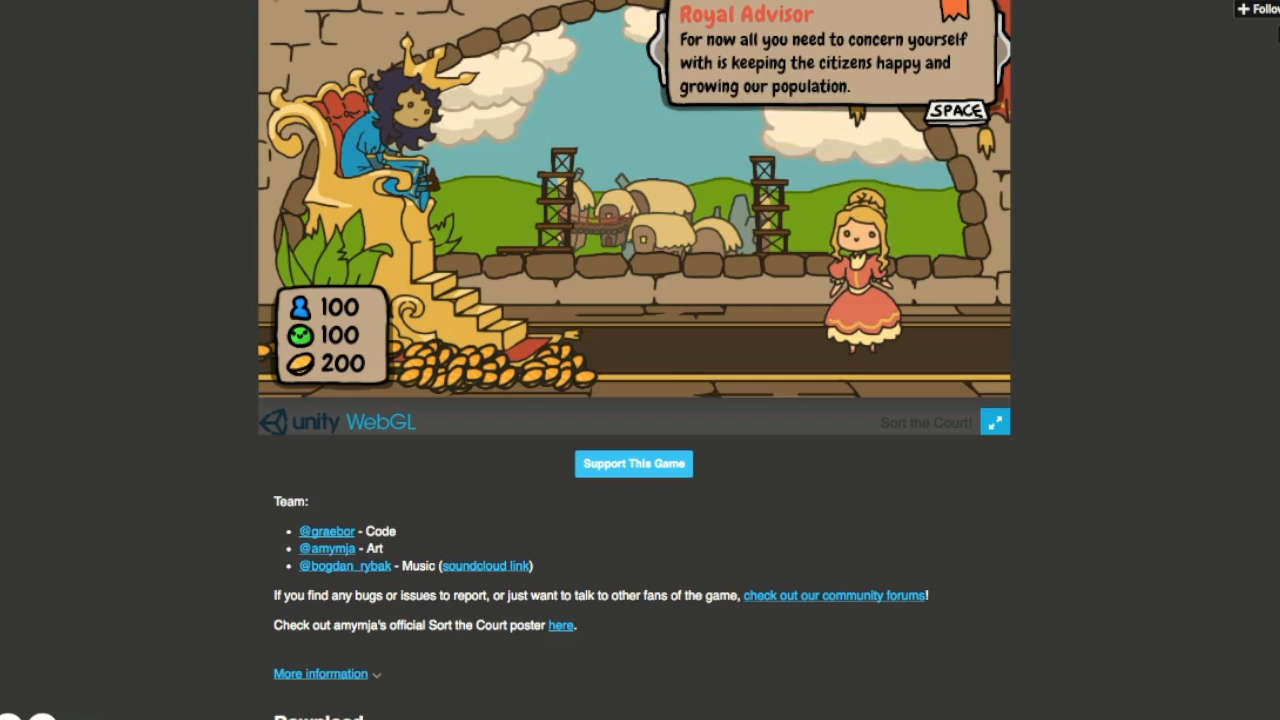 + Follow
Royal Advisor
For now all you need to concern yourself
with is keeping the citizens happy and
growing our population.
SPACE
100
100
200
unity WebGL
Sort the Court!
Support This Game
Team:
• @graebor - Code
• @amymja - Art
• @bogdan_rybak - Music (soundcloud link)
If you find any bugs or issues to report, or just want to talk to other fans of the game, check out our community forums!
Check out amymja's official Sort the Court poster here.
More information
Download